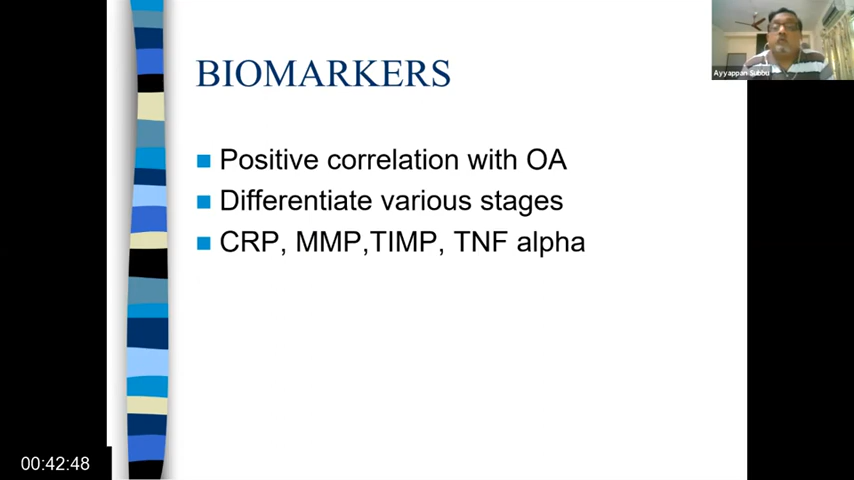 BIOMARKERS
Positive correlation with OA
Differentiate various stages
CRP, MMP,TIMP, TNF alpha
Ayyappan Subbu
00:42:48